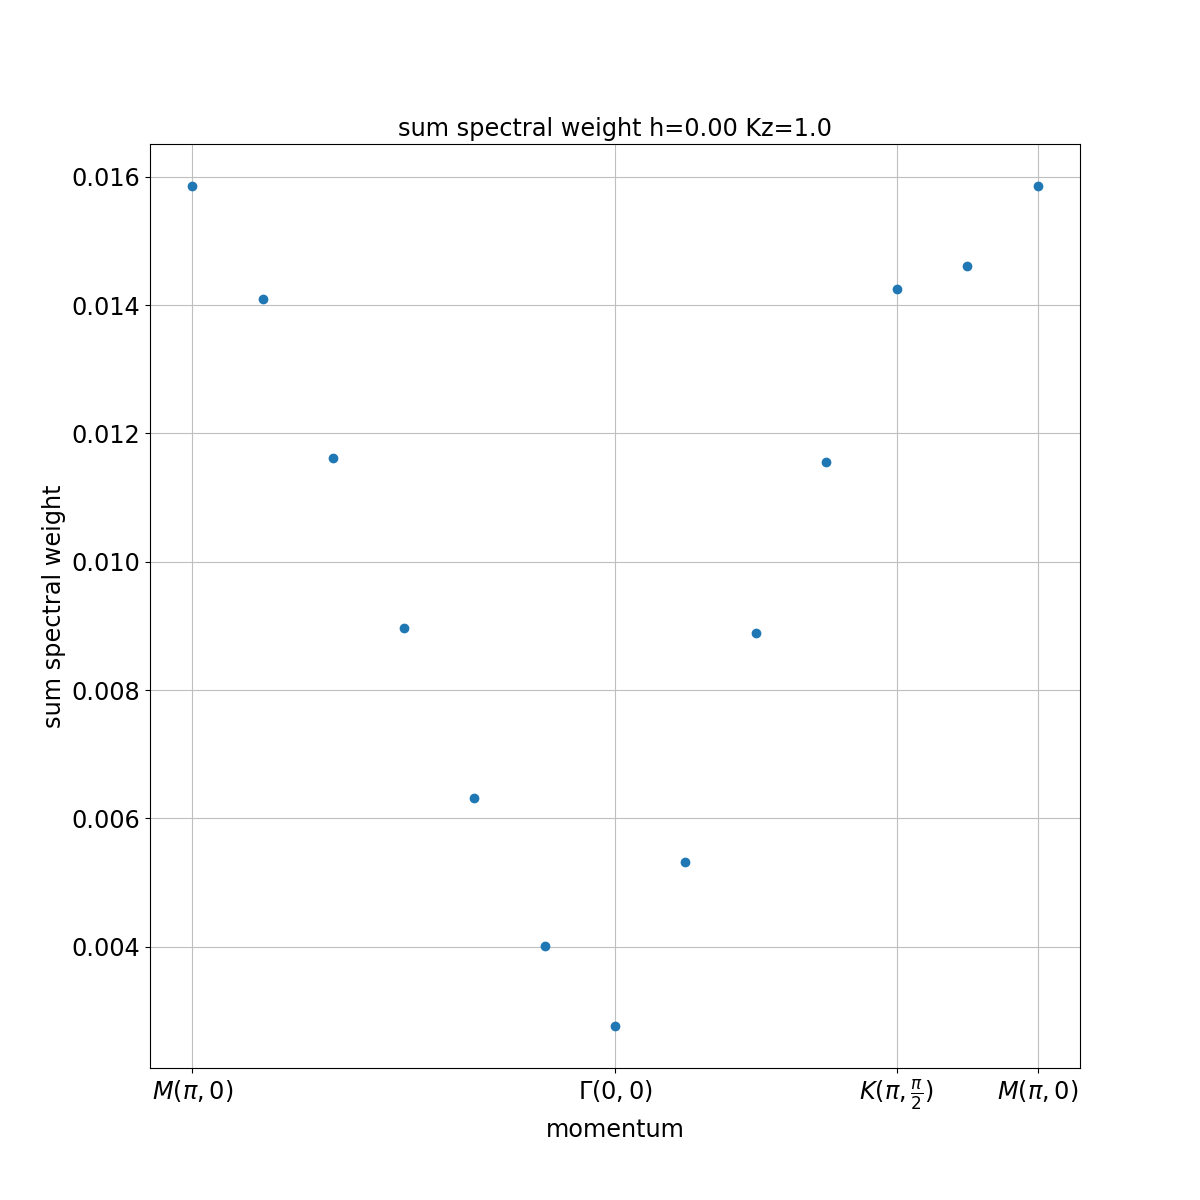 sum spectral weight h=0.00 Kz=1.0
0.016
0.014
0.012
0.010
0.008
0.006
0.004
sum spectral weight
M(π, 0)
Γ(0, 0)
K(π, π/2)
M(π, 0)
momentum